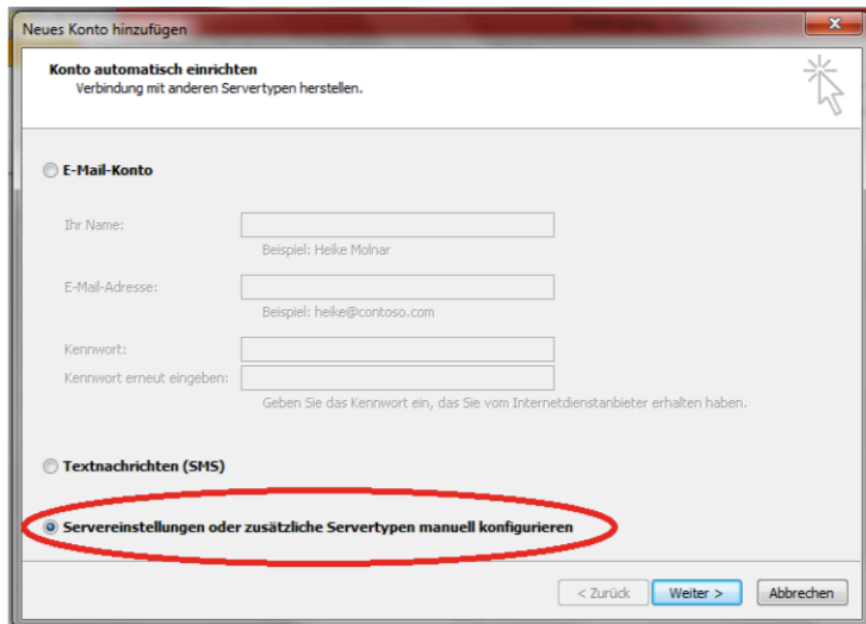 Neues Konto hinzufügen
Konto automatisch einrichten
Verbindung mit anderen Servertypen herstellen.
E-Mail-Konto
Ihr Name:
Beispiel: Heike Molnar
E-Mail-Adresse:
Beispiel: heike@contoso.com
Kennwort:
Kennwort erneut eingeben:
Geben Sie das Kennwort ein, das Sie vom Internetdienstanbieter erhalten haben.
Textnachrichten (SMS)
Servereinstellungen oder zusätzliche Servertypen manuell konfigurieren
< Zurück Weiter > Abbrechen